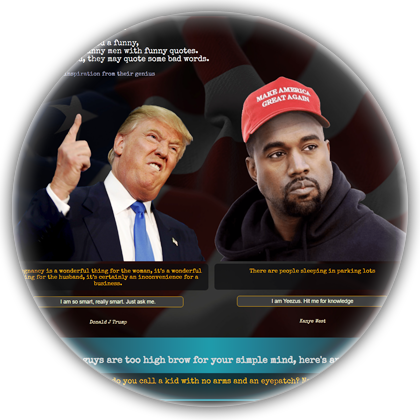 d a funny,
nny men with funny quotes.
d, they may quote some bad words.
nspiration from their genius
MAKE AMERICA
GREAT AGAIN
gnancy is a wonderful thing for the woman, it's a wonderful
ing for the husband, it's certainly an inconvenience for a
business.
There are people sleeping in parking lots
I am so smart, really smart. Just ask me.
I am Yeezus. Hit me for knowledge
Donald J Trump
Kanye West
guys are too high brow for your simple mind, here's a
do you call a kid with no arms and an eyepatch? N